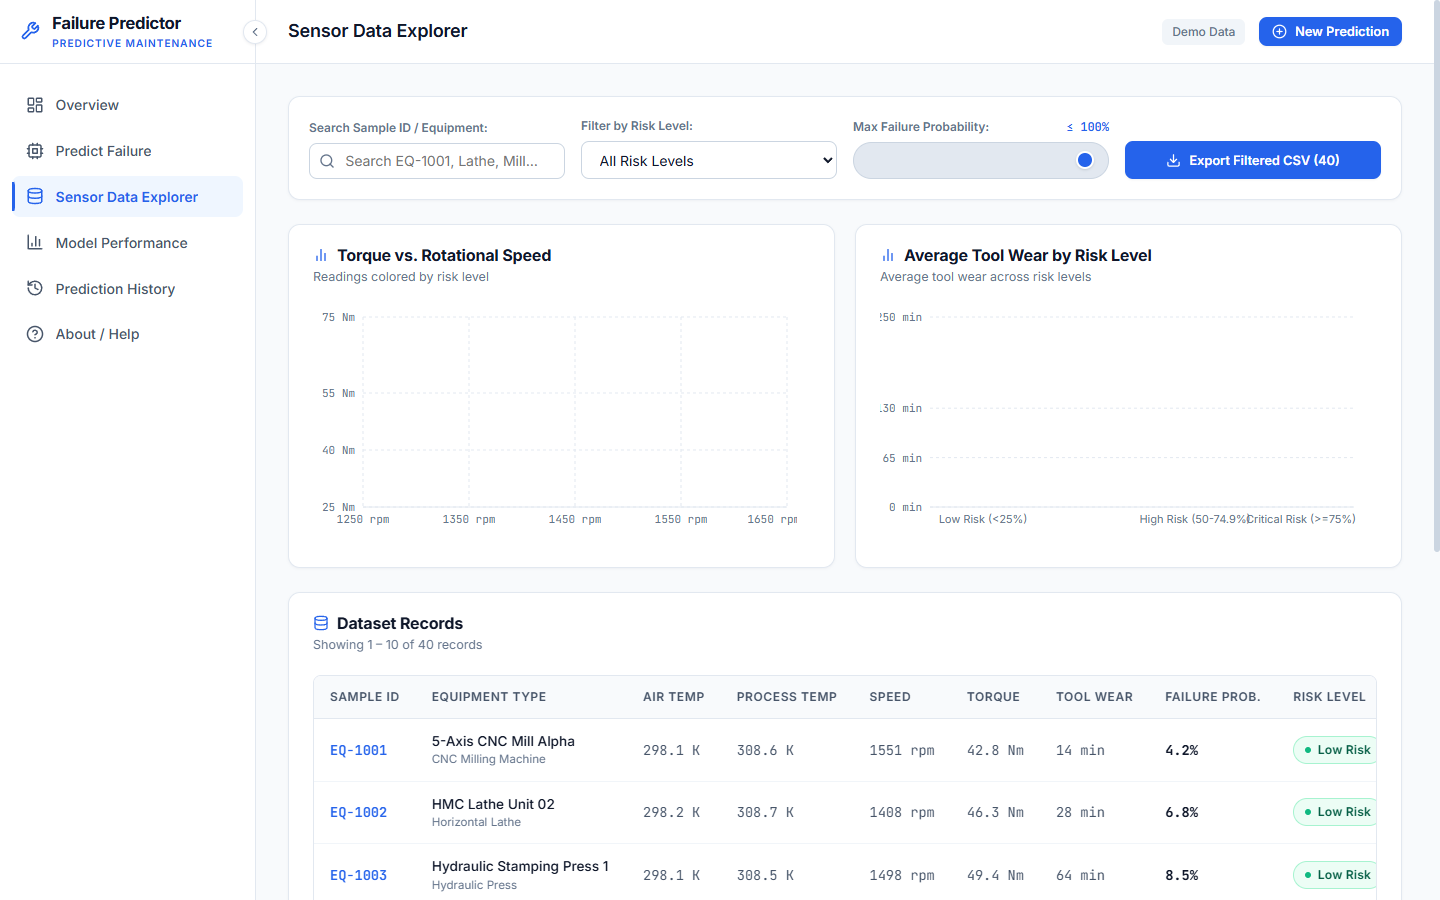 Failure Predictor
PREDICTIVE MAINTENANCE
Overview
Predict Failure
Sensor Data Explorer
Model Performance
Prediction History
About / Help
Sensor Data Explorer
Demo Data
New Prediction
Search Sample ID / Equipment:
Search EQ-1001, Lathe, Mill...
Filter by Risk Level:
All Risk Levels
Max Failure Probability:
≤ 100%
Export Filtered CSV (40)
Torque vs. Rotational Speed
Readings colored by risk level
75 Nm
55 Nm
40 Nm
25 Nm
1250 rpm 1350 rpm 1450 rpm 1550 rpm 1650 rpm
Average Tool Wear by Risk Level
Average tool wear across risk levels
250 min
130 min
65 min
0 min
Low Risk (<25%) High Risk (50-74.9%) Critical Risk (>=75%)
Dataset Records
Showing 1 – 10 of 40 records
SAMPLE ID EQUIPMENT TYPE AIR TEMP PROCESS TEMP SPEED TORQUE TOOL WEAR FAILURE PROB. RISK LEVEL
EQ-1001 5-Axis CNC Mill Alpha 298.1 K 308.6 K 1551 rpm 42.8 Nm 14 min 4.2% Low Risk
CNC Milling Machine
EQ-1002 HMC Lathe Unit 02 298.2 K 308.7 K 1408 rpm 46.3 Nm 28 min 6.8% Low Risk
Horizontal Lathe
EQ-1003 Hydraulic Stamping Press 1 298.1 K 308.5 K 1498 rpm 49.4 Nm 64 min 8.5% Low Risk
Hydraulic Press